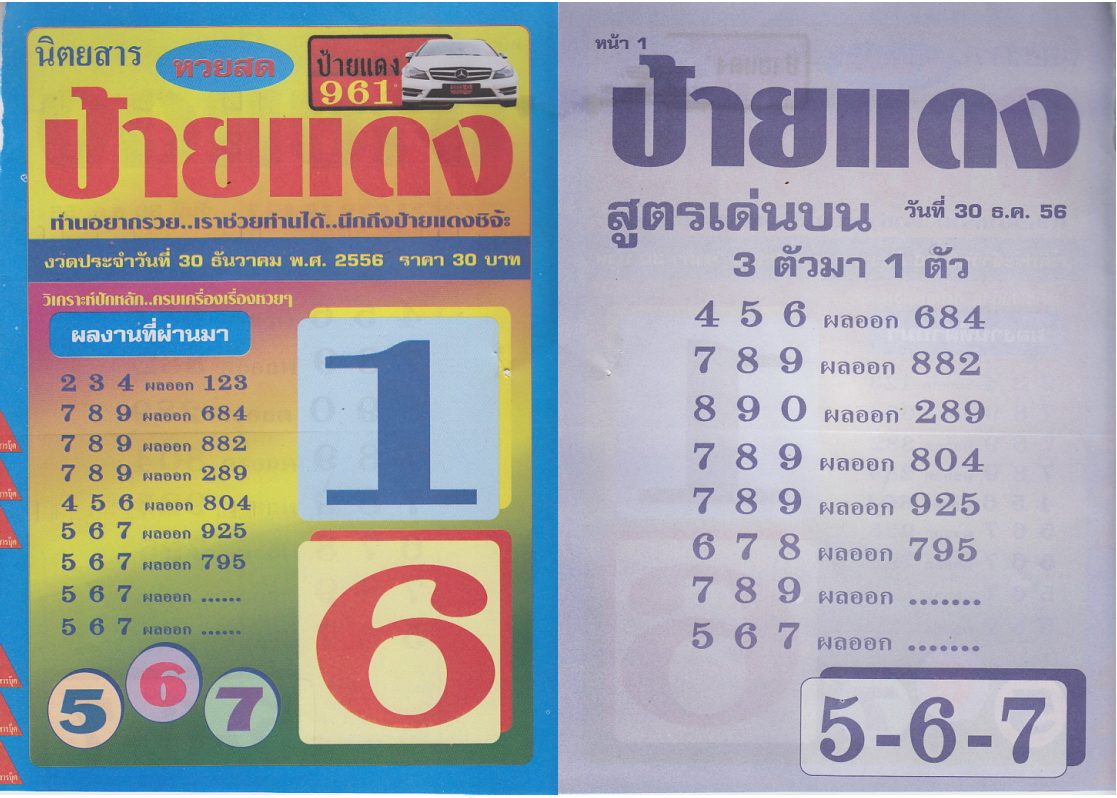 นิตยสาร
หวยสด
ป้ายแดง
961
ป้ายแดง
ท่านอยากรวย..เราช่วยท่านได้..นึกถึงป้ายแดงซิจ้ะ
งวดประจำวันที่ 30 ธันวาคม พ.ศ. 2556 ราคา 30 บาท
วิเคราะห์ปักหลัก..ครบเครื่องเรื่องหวยๆ
ผลงานที่ผ่านมา
2 3 4 ผลออก 123
7 8 9 ผลออก 684
7 8 9 ผลออก 882
7 8 9 ผลออก 289
4 5 6 ผลออก 804
5 6 7 ผลออก 925
5 6 7 ผลออก 795
5 6 7 ผลออก ......
5 6 7 ผลออก ......
1
6
5 6 7
หน้า 1
ป้ายแดง
สูตรเด่นบน วันที่ 30 ธ.ค. 56
3 ตัวมา 1 ตัว
4 5 6 ผลออก 684
7 8 9 ผลออก 882
8 9 0 ผลออก 289
7 8 9 ผลออก 804
7 8 9 ผลออก 925
6 7 8 ผลออก 795
7 8 9 ผลออก .......
5 6 7 ผลออก .......
5-6-7